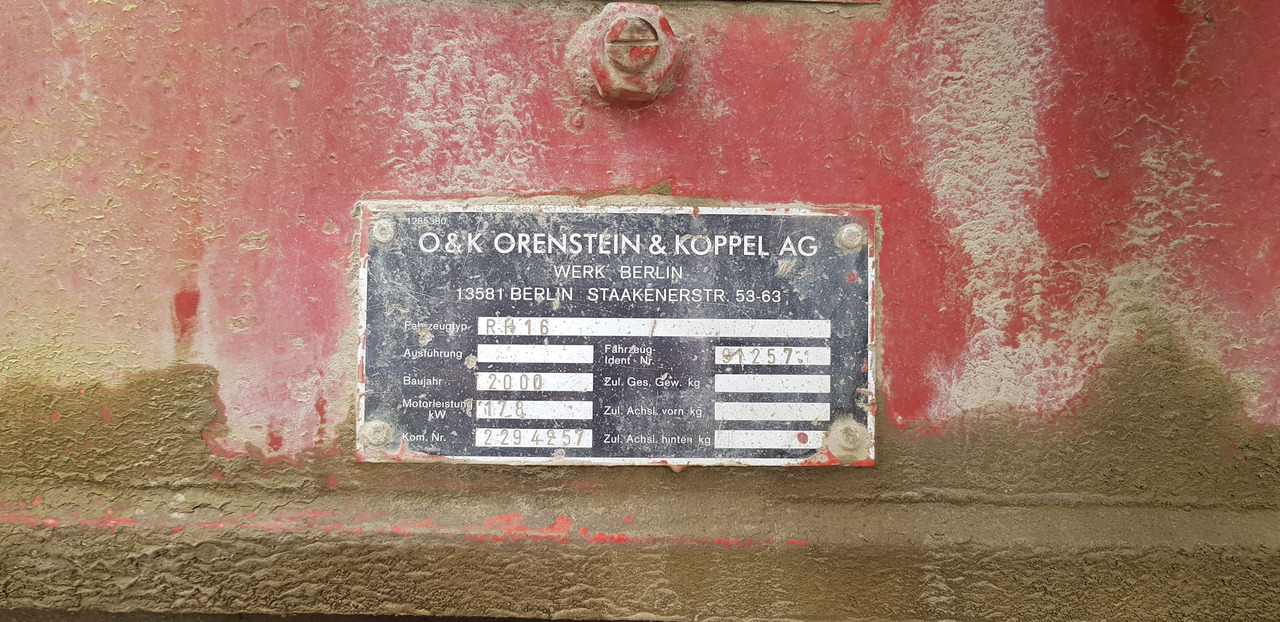 1265380
O&K ORENSTEIN & KOPPEL AG
WERK BERLIN
13581 BERLIN STAAKENERSTR. 53-63
Fahrzeugtyp RH16 /
Ausführung
Fahrzeug-
Ident - Nr.
Baujahr 2000 Zul. Ges. Gew. kg
Motorleistung
kW 178 Zul. Achsl. vorn kg
Kom. Nr. 2294257 Zul. Achsl. hinten kg